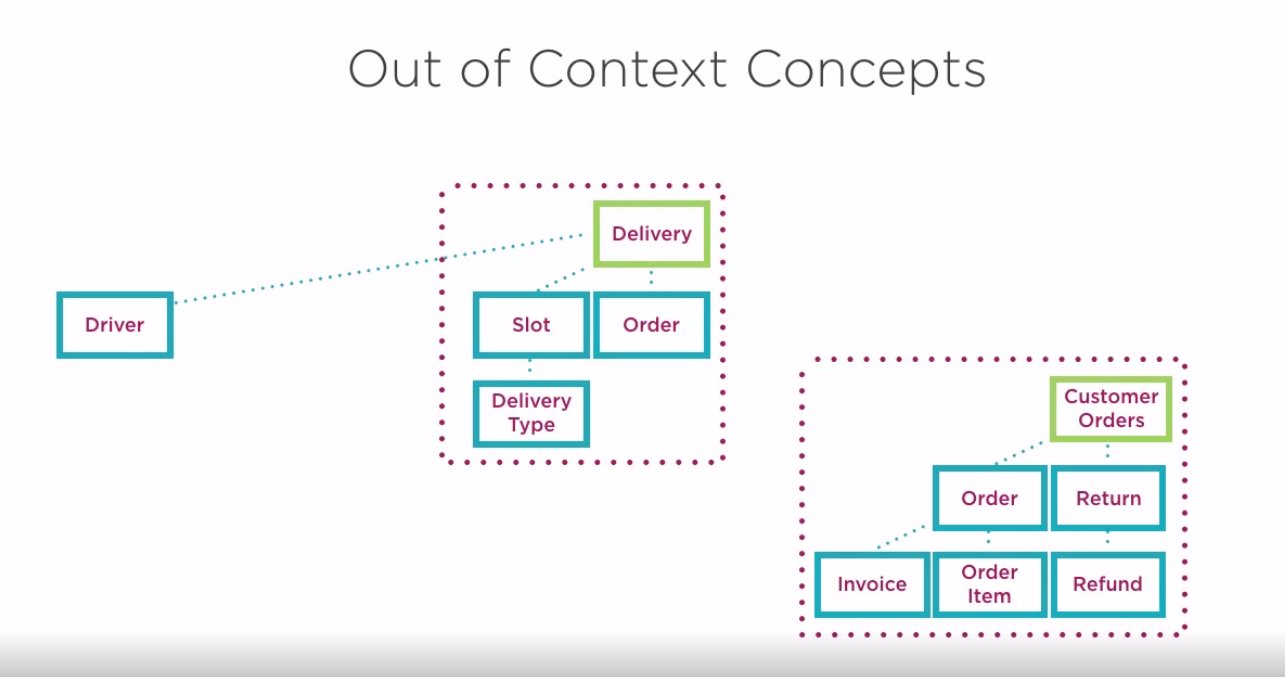 Out of Context Concepts
Delivery
Driver
Slot
Order
Delivery
Type
Customer
Orders
Order
Return
Invoice
Order
Item
Refund